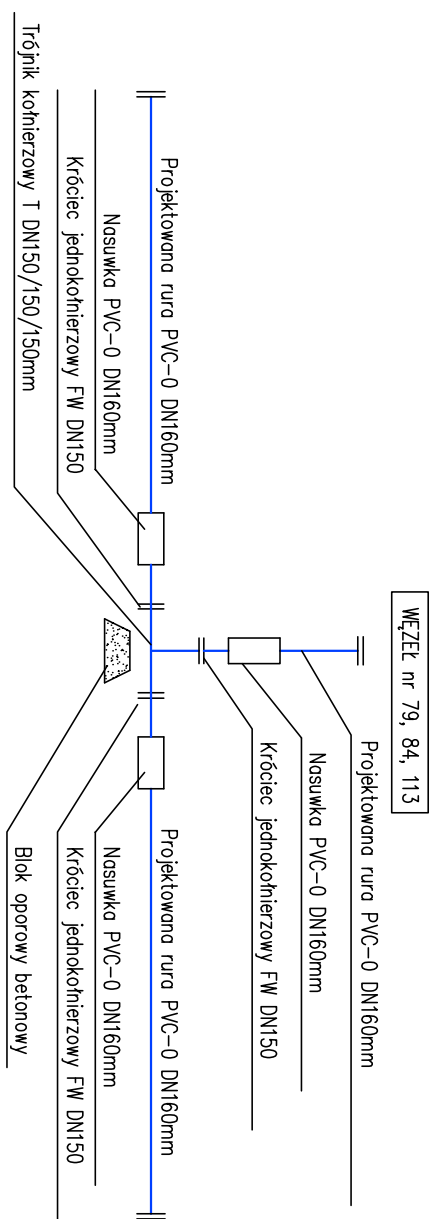 WĘZEŁ nr 79, 84, 113
Projektowana rura PVC-O DN160mm
Nasuwka PVC-O DN160mm
Króciec jednokołnierzowy FW DN150
Projektowana rura PVC-O DN160mm
Nasuwka PVC-O DN160mm
Króciec jednokołnierzowy FW DN150
Trójnik kołnierzowy T DN150/150/150mm
Projektowana rura PVC-O DN160mm
Nasuwka PVC-O DN160mm
Króciec jednokołnierzowy FW DN150
Blok oporowy betonowy